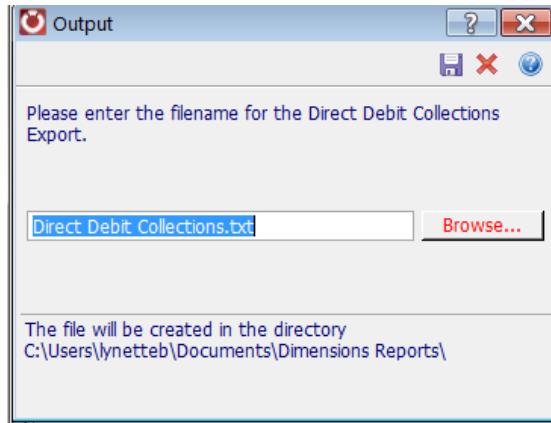 Output
Please enter the filename for the Direct Debit Collections
Export.
Direct Debit Collections.txt
Browse...
The file will be created in the directory
C:\Users\lynetteb\Documents\Dimensions Reports\